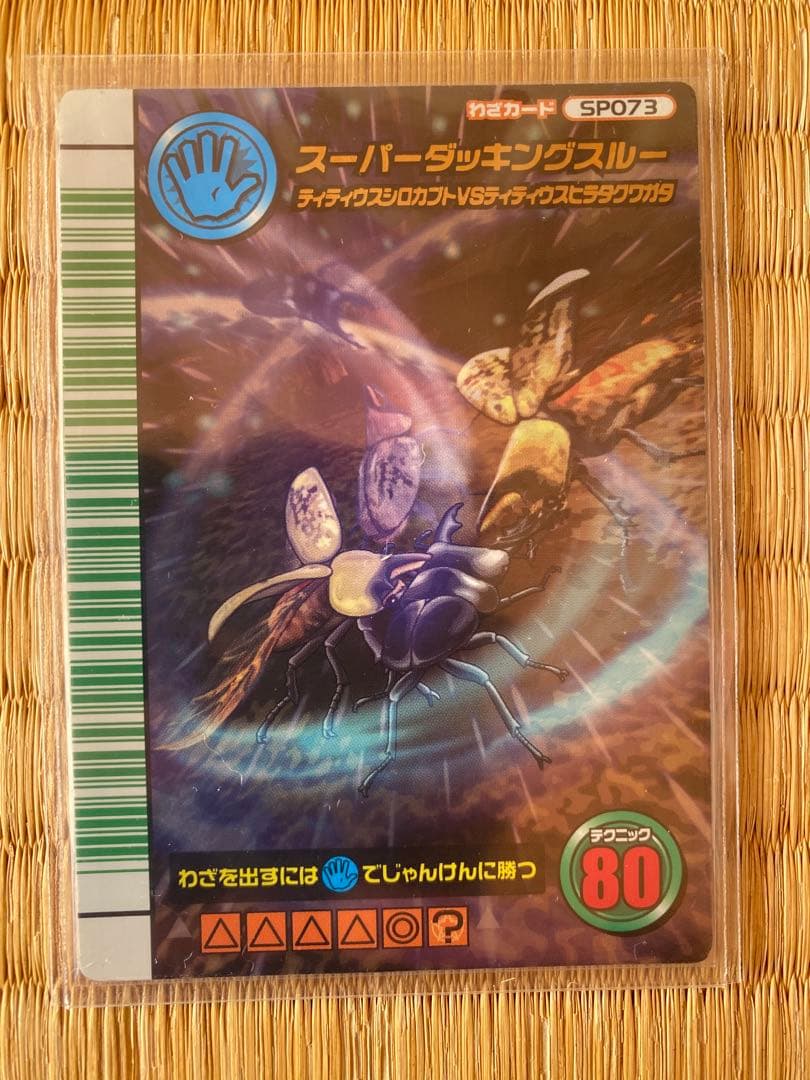 わざカード SP073
スーパーダッキングスルー
ティティウスシロカブトVSティティウスヒラタクワガタ
わざを出すには でじゃんけんに勝つ
テクニック
80
△ △ △ △ ◎ ?